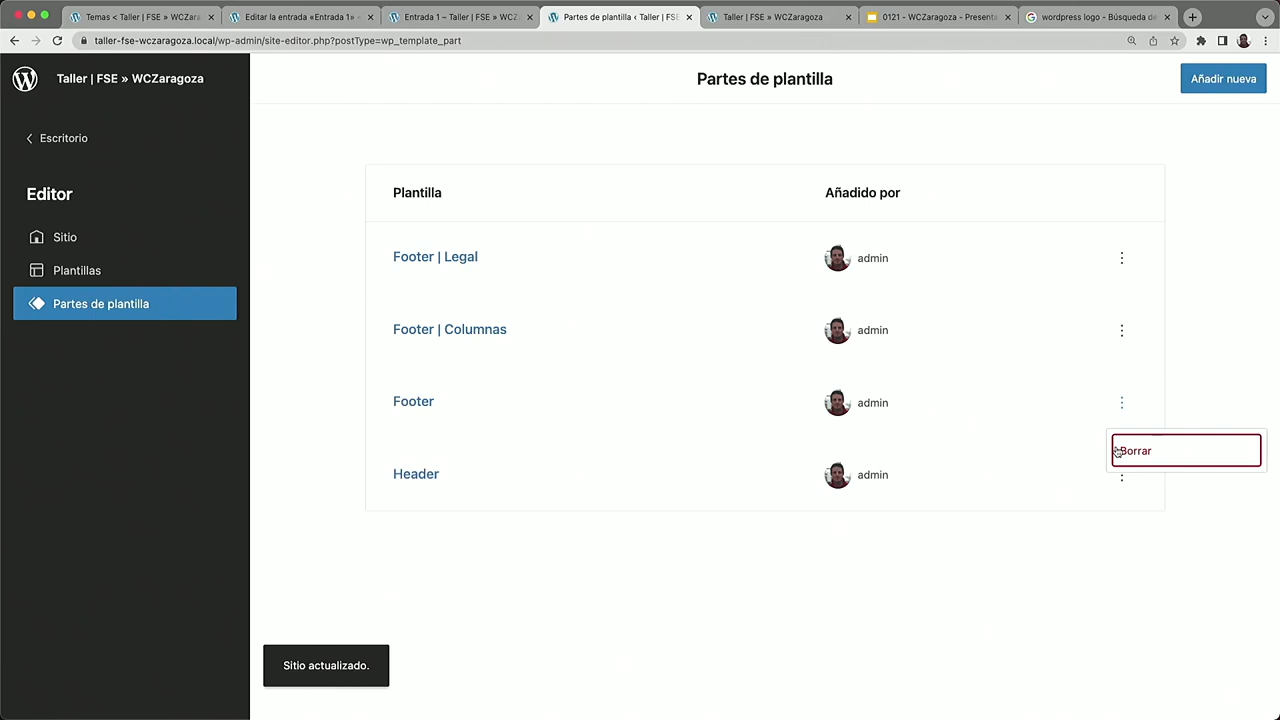 Temas < Taller | FSE » WCZara
Editar la entrada «Entrada 1» <
Entrada 1 – Taller | FSE » WCZ
Partes de plantilla < Taller | F
Taller | FSE » WCZaragoza
0121 - WCZaragoza - Presenta
wordpress logo - Búsqueda de
taller-fse-wczaragoza.local/wp-admin/site-editor.php?postType=wp_template_part
Taller | FSE » WCZaragoza
Partes de plantilla
Añadir nueva
Escritorio
Editor
Sitio
Plantillas
Partes de plantilla
Plantilla
Añadido por
Footer | Legal
admin
Footer | Columnas
admin
Footer
admin
Borrar
Header
admin
Sitio actualizado.